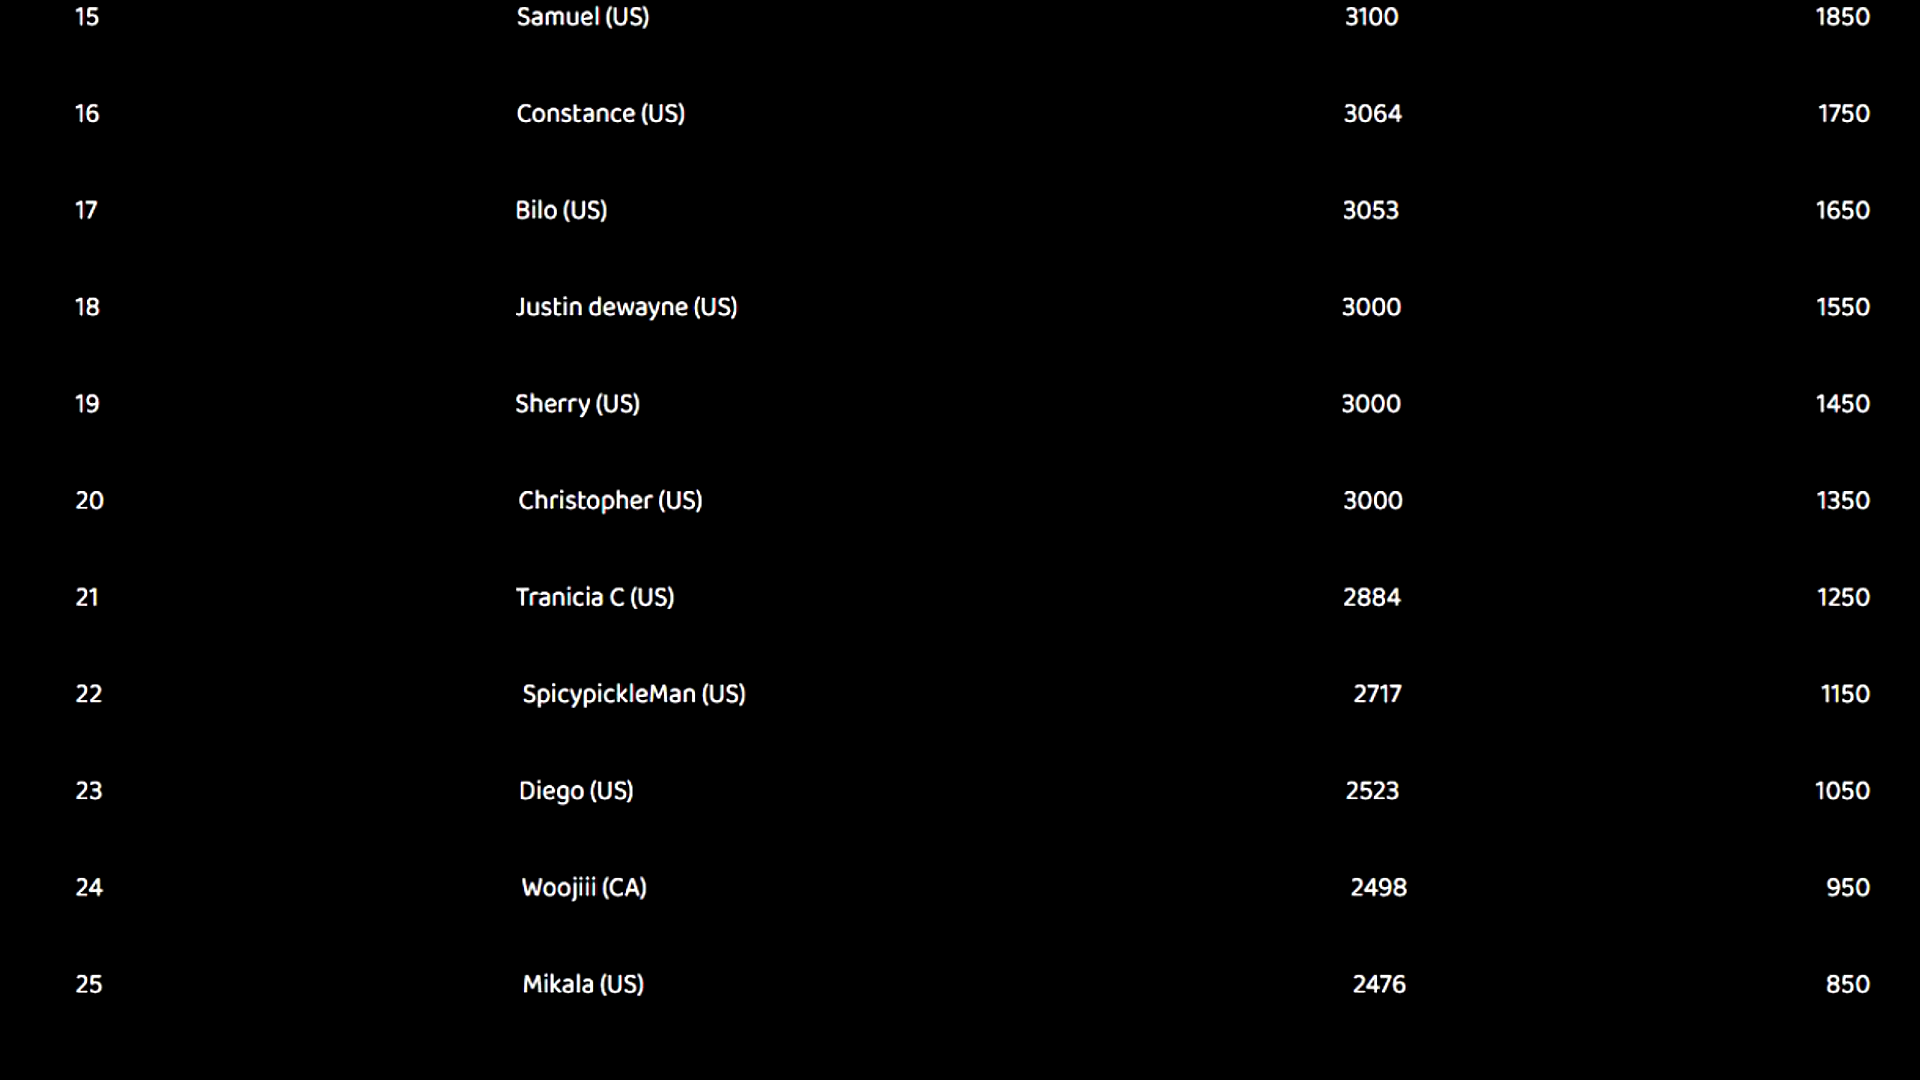 15 Samuel (US) 3100 1850
16 Constance (US) 3064 1750
17 Bilo (US) 3053 1650
18 Justin dewayne (US) 3000 1550
19 Sherry (US) 3000 1450
20 Christopher (US) 3000 1350
21 Tranicia C (US) 2884 1250
22 SpicypickleMan (US) 2717 1150
23 Diego (US) 2523 1050
24 Woojiii (CA) 2498 950
25 Mikala (US) 2476 850